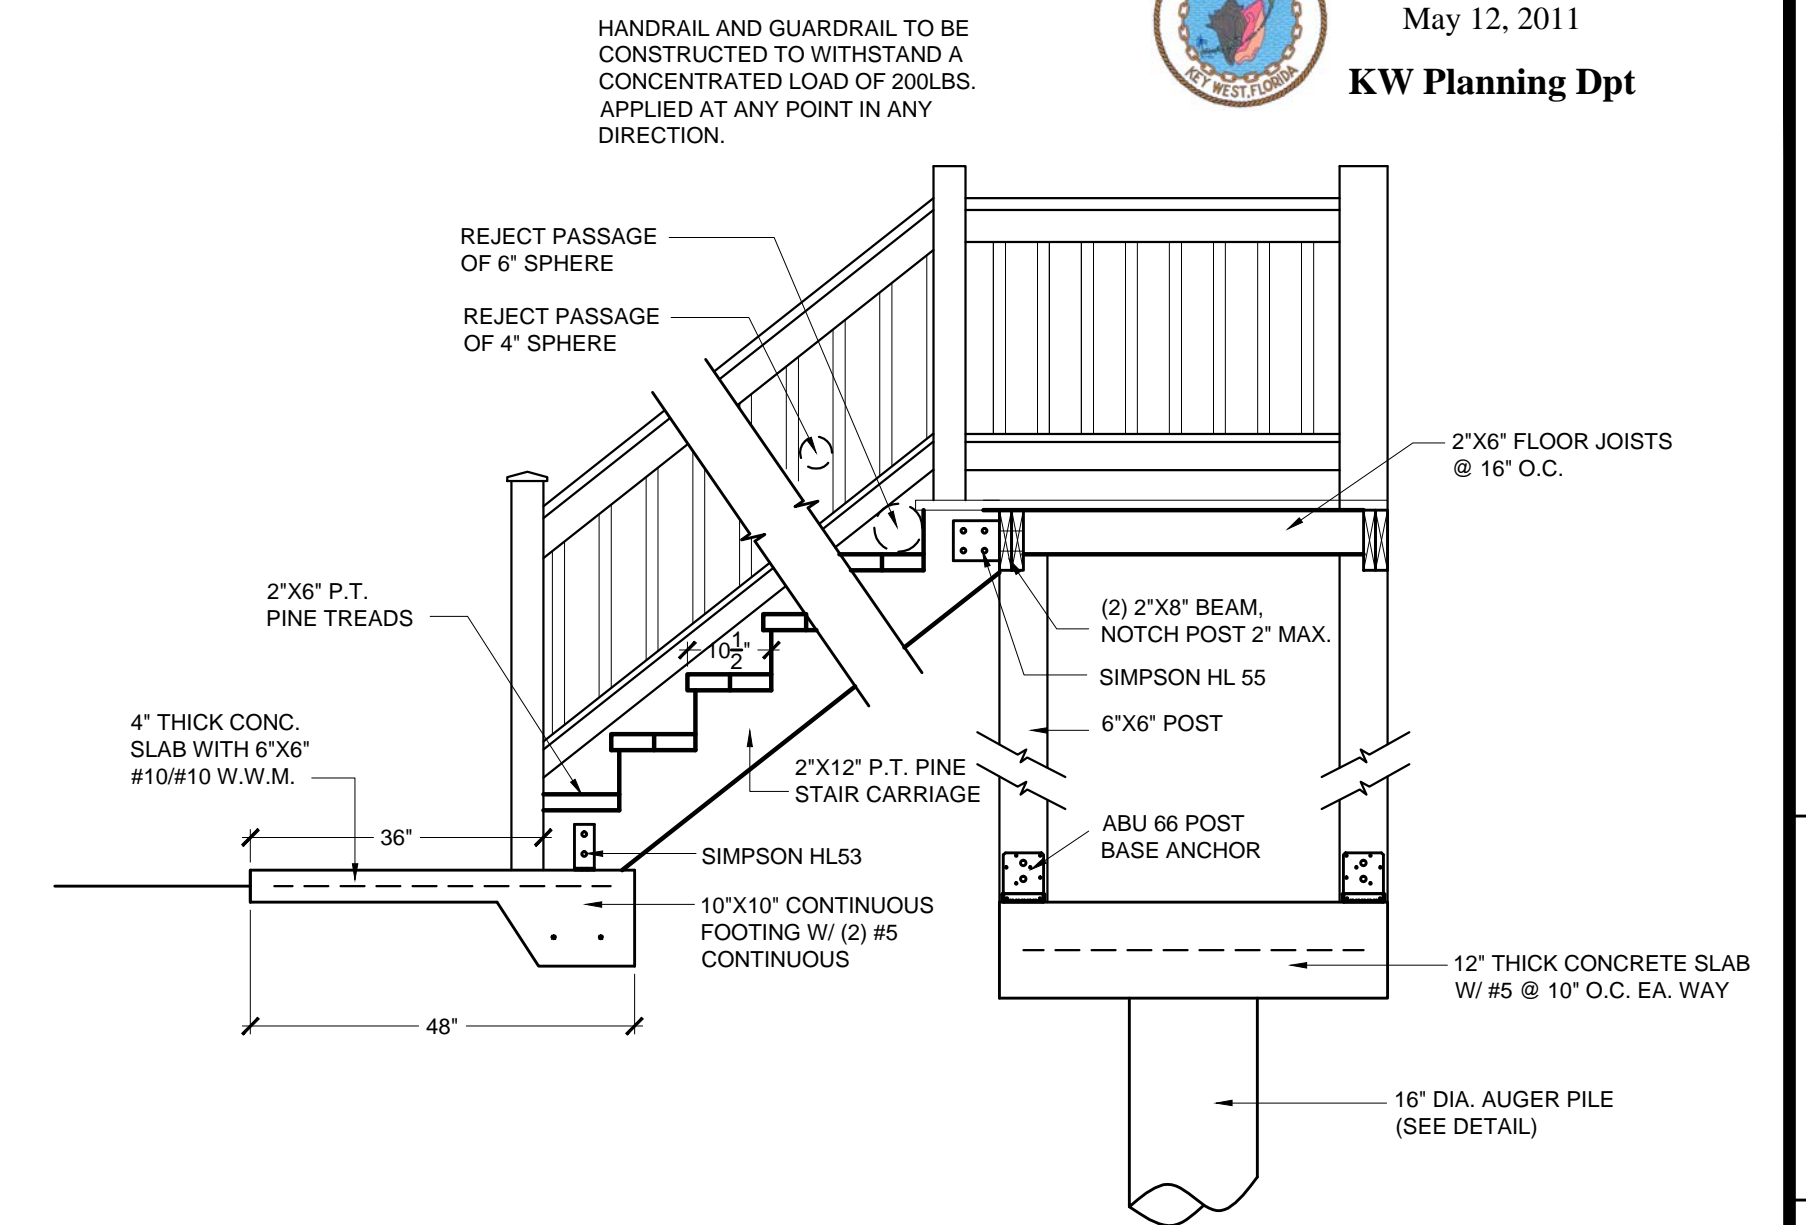 HANDRAIL AND GUARDRAIL TO BE
CONSTRUCTED TO WITHSTAND A
CONCENTRATED LOAD OF 200LBS.
APPLIED AT ANY POINT IN ANY
DIRECTION.
KEY WEST, FLORIDA
May 12, 2011
KW Planning Dpt
REJECT PASSAGE
OF 6" SPHERE
REJECT PASSAGE
OF 4" SPHERE
2"X6" FLOOR JOISTS
@ 16" O.C.
2"X6" P.T.
PINE TREADS
(2) 2"X8" BEAM,
NOTCH POST 2" MAX.
10 1/2"
SIMPSON HL 55
4" THICK CONC.
SLAB WITH 6"X6"
#10/#10 W.W.M.
6"X6" POST
2"X12" P.T. PINE
STAIR CARRIAGE
36"
ABU 66 POST
BASE ANCHOR
SIMPSON HL53
10"X10" CONTINUOUS
FOOTING W/ (2) #5
CONTINUOUS
12" THICK CONCRETE SLAB
W/ #5 @ 10" O.C. EA. WAY
48"
16" DIA. AUGER PILE
(SEE DETAIL)